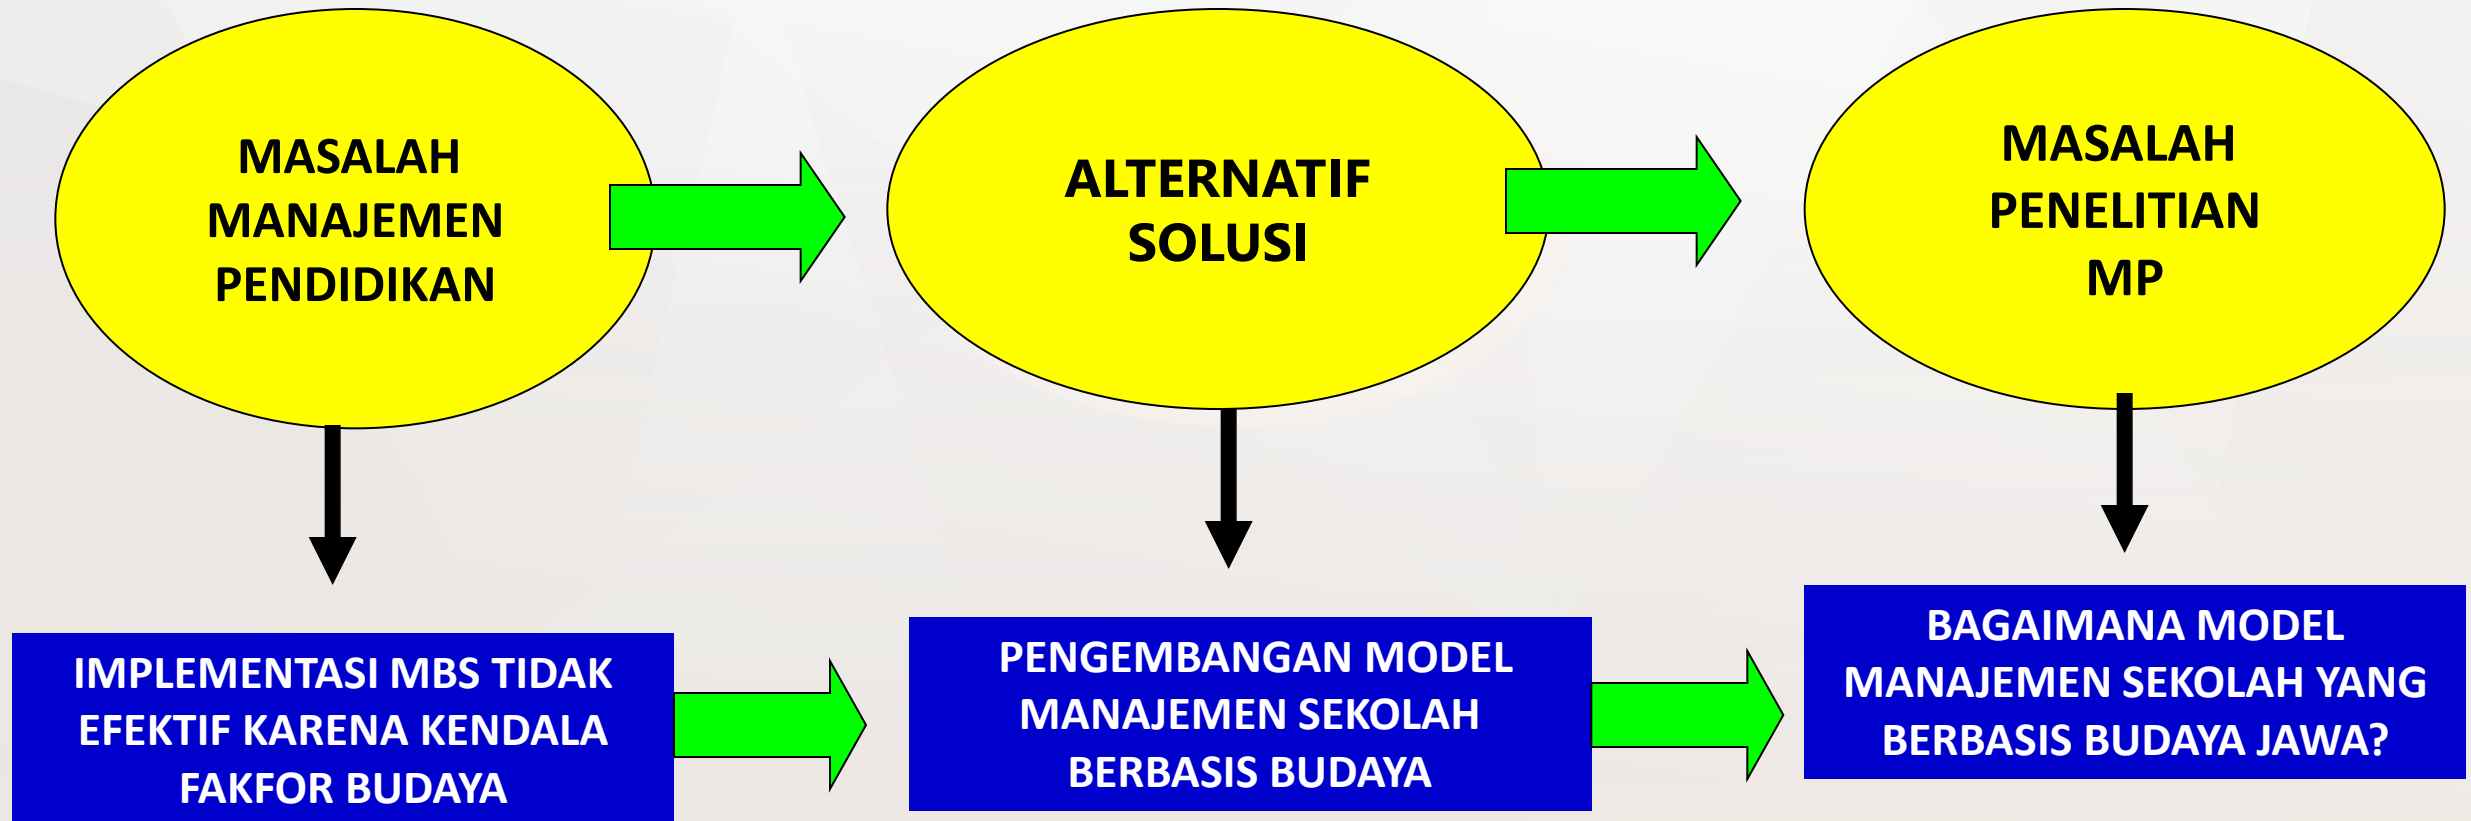 MASALAH
MANAJEMEN
PENDIDIKAN
ALTERNATIF
SOLUSI
MASALAH
PENELITIAN
MP
IMPLEMENTASI MBS TIDAK
EFEKTIF KARENA KENDALA
FAKFOR BUDAYA
PENGEMBANGAN MODEL
MANAJEMEN SEKOLAH
BERBASIS BUDAYA
BAGAIMANA MODEL
MANAJEMEN SEKOLAH YANG
BERBASIS BUDAYA JAWA?